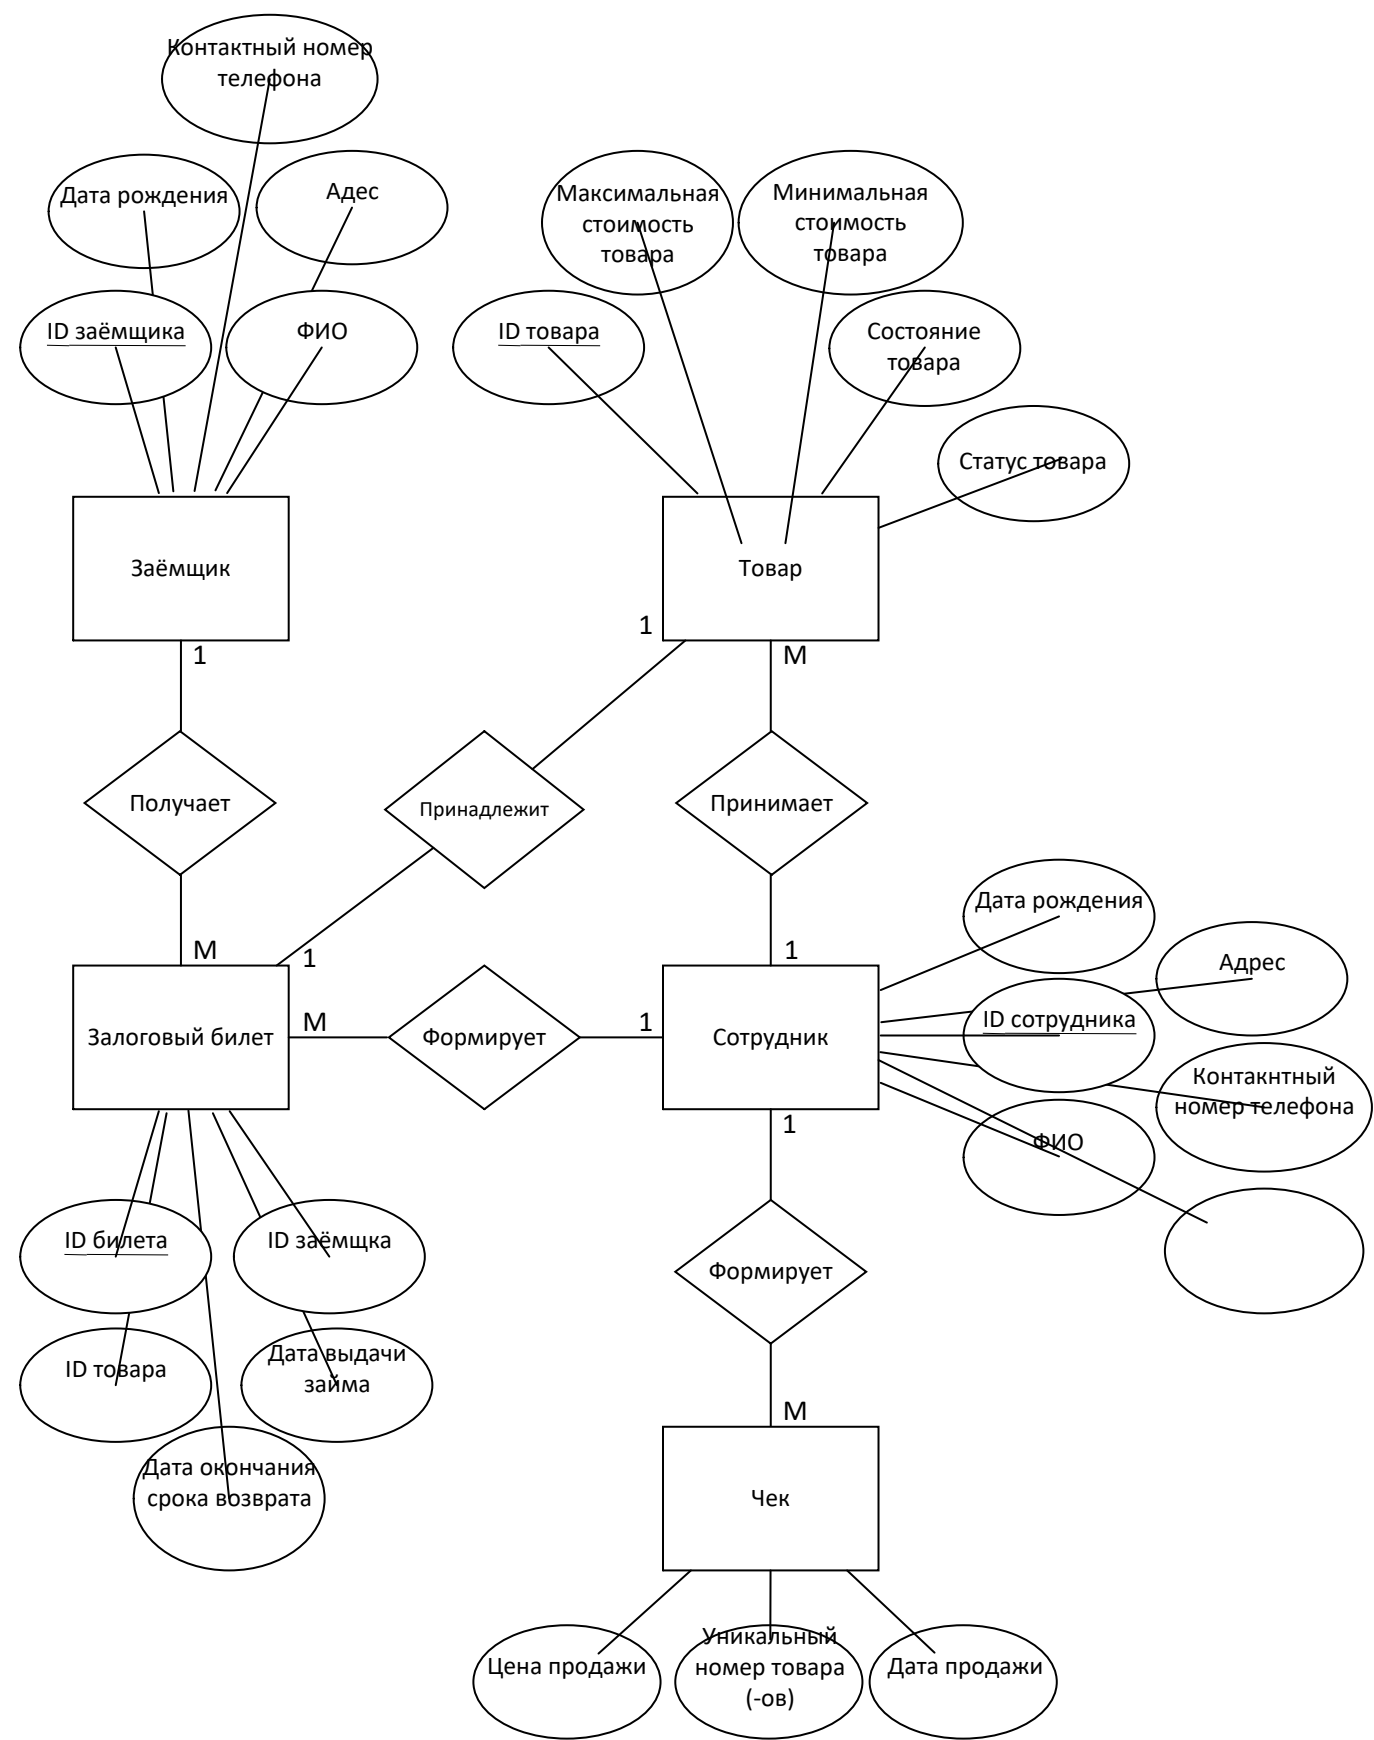 Контактный номер
телефона
Дата рождения
Адес
ID заёмщика
ФИО
Максимальная
стоимость
товара
Минимальная
стоимость
товара
ID товара
Состояние
товара
Статус товара
Заёмщик
Товар
1
1
М
Получает
Принадлежит
Принимает
Дата рождения
Адрес
М
1
1
Залоговый билет
М
Формирует
1
Сотрудник
ID сотрудника
Контакнтный
номер телефона
1
ФИО
ID билета
ID заёмщка
Формирует
ID товара
Дата выдачи
займа
М
Дата окончания
срока возврата
Чек
Цена продажи
Уникальный
номер товара
(-ов)
Дата продажи